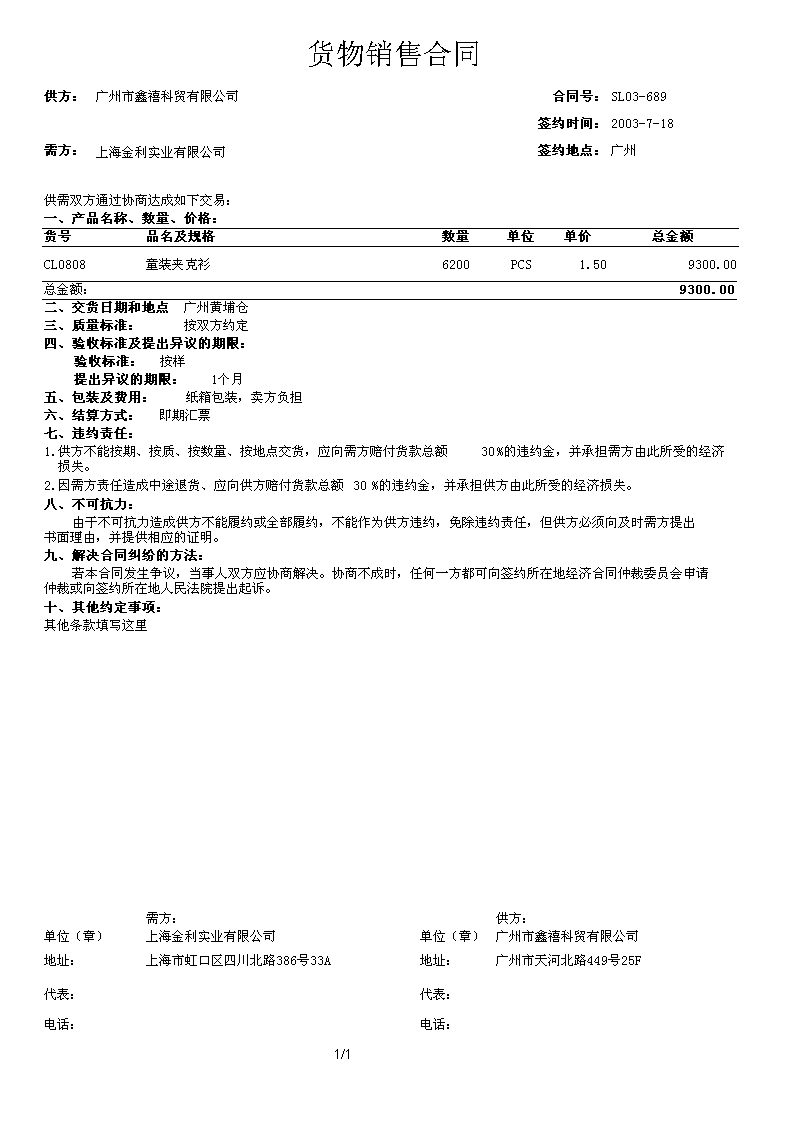 货物销售合同
供方： 广州市鑫禧科贸有限公司 合同号： SL03-689
签约时间： 2003-7-18
需方： 上海金利实业有限公司 签约地点： 广州
供需双方通过协商达成如下交易：
一、产品名称、数量、价格：
货号 品名及规格 数量 单位 单价 总金额
CL0808 童装夹克衫 6200 PCS 1.50 9300.00
总金额： 9300.00
二、交货日期和地点 广州黄埔仓
三、质量标准： 按双方约定
四、验收标准及提出异议的期限：
验收标准： 按样
提出异议的期限： 1个月
五、包装及费用： 纸箱包装，卖方负担
六、结算方式： 即期汇票
七、违约责任：
1.供方不能按期、按质、按数量、按地点交货，应向需方赔付货款总额 30%的违约金，并承担需方由此所受的经济
损失。
2.因需方责任造成中途退货、应向供方赔付货款总额 30 %的违约金，并承担供方由此所受的经济损失。
八、不可抗力：
由于不可抗力造成供方不能履约或全部履约，不能作为供方违约，免除违约责任，但供方必须向及时需方提出
书面理由，并提供相应的证明。
九、解决合同纠纷的方法：
若本合同发生争议，当事人双方应协商解决。协商不成时，任何一方都可向签约所在地经济合同仲裁委员会申请
仲裁或向签约所在地人民法院提出起诉。
十、其他约定事项：
其他条款填写这里
需方： 供方：
单位（章） 上海金利实业有限公司 单位（章） 广州市鑫禧科贸有限公司
地址： 上海市虹口区四川北路386号33A 地址： 广州市天河北路449号25F
代表： 代表：
电话： 电话：
1/1